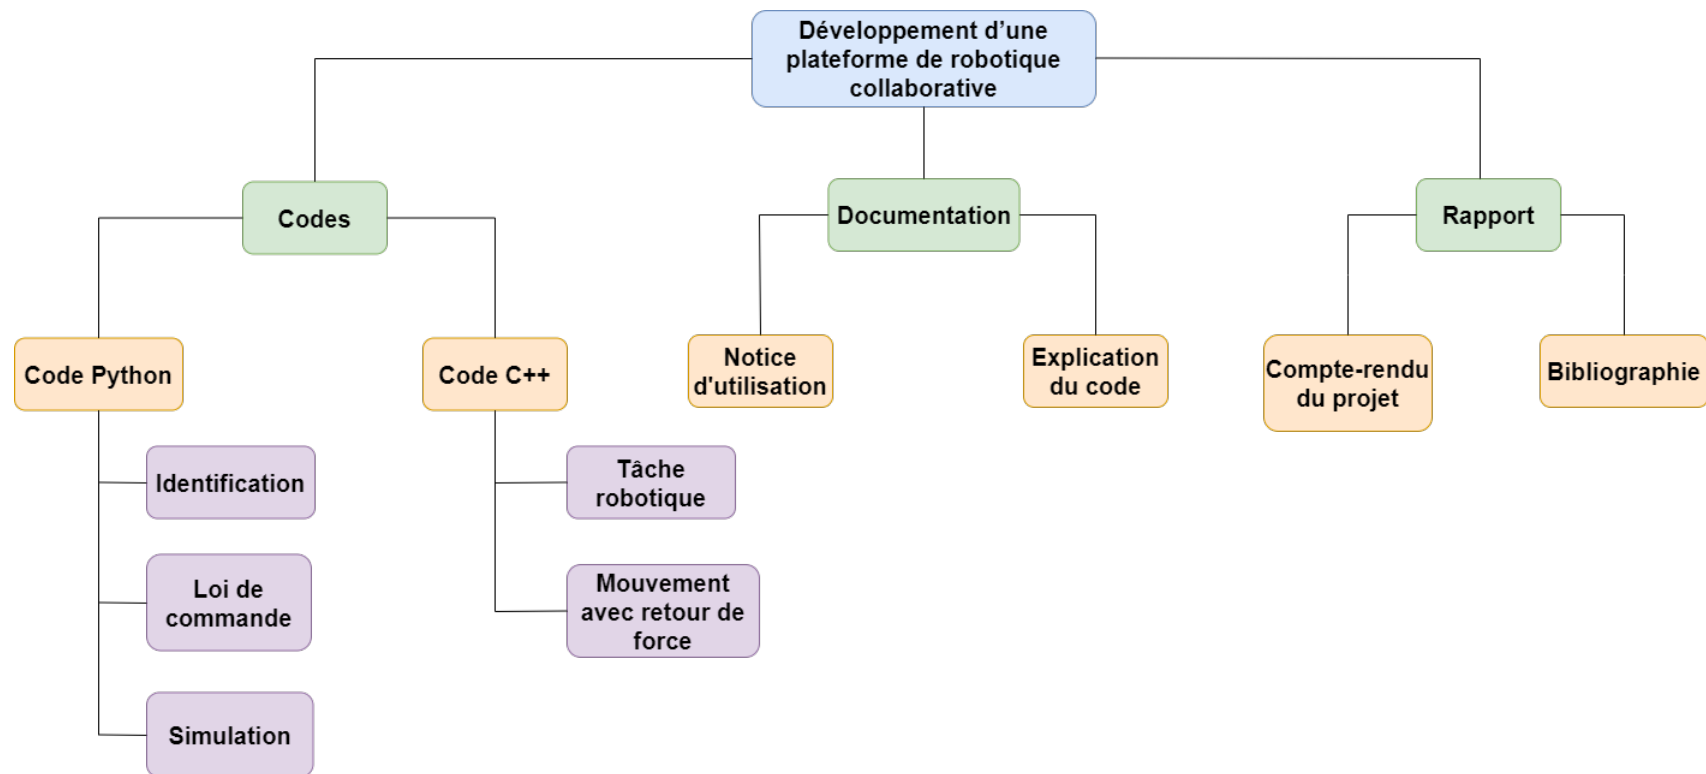 Développement d’une
plateforme de robotique
collaborative
Codes
Documentation
Rapport
Code Python
Code C++
Notice
d'utilisation
Explication
du code
Compte-rendu
du projet
Bibliographie
Identification
Loi de
commande
Simulation
Tâche
robotique
Mouvement
avec retour de
force